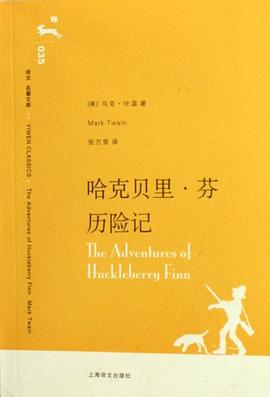 035
译文 名著文库
YIWEN CLASSICS
The Adventures of Huckleberry Finn Mark Twain
[美] 马克·吐温 著
Mark Twain
张万里 译
哈克贝里·芬
历险记
The Adventures of
Huckleberry Finn
上海译文出版社